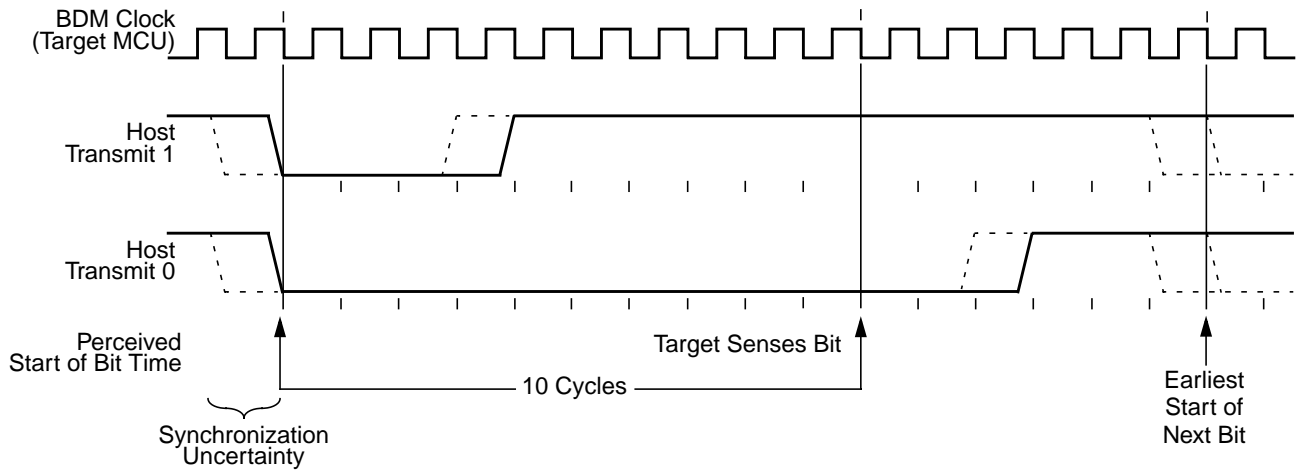 BDM Clock
(Target MCU)
Host
Transmit 1
Host
Transmit 0
Perceived
Start of Bit Time
Target Senses Bit
10 Cycles
Earliest
Start of
Next Bit
Synchronization
Uncertainty